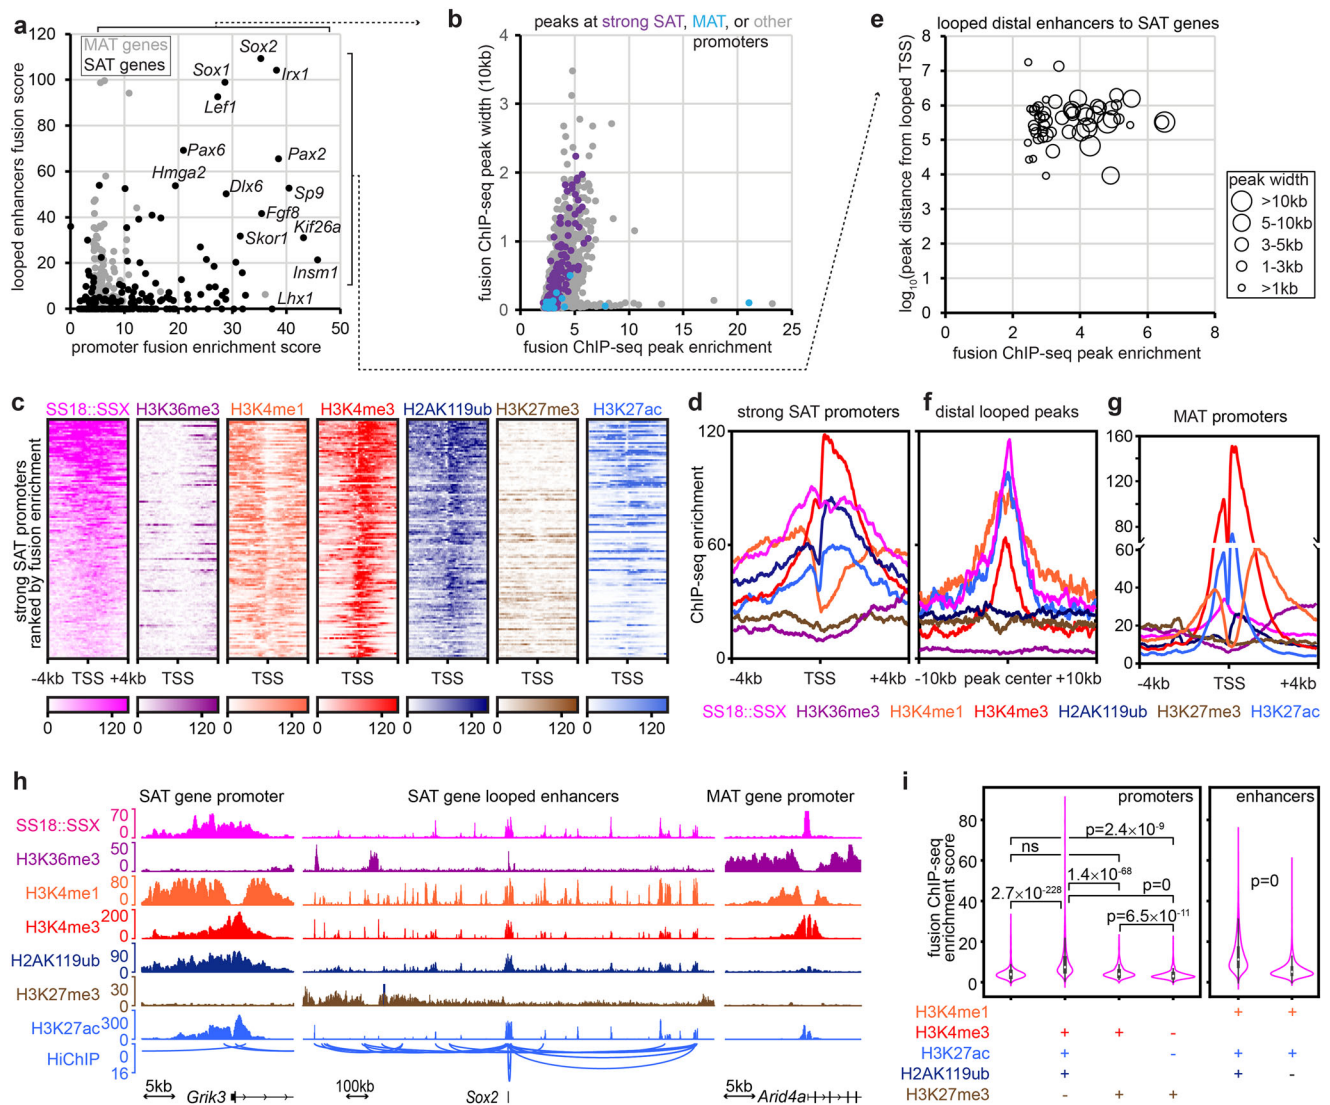 a
120
100
80
60
40
20
0
looped enhancers fusion score
MAT genes
SAT genes
Sox2
Irx1
Sox1
Lef1
Pax6
Pax2
Hmga2
Dlx6
Sp9
Fgf8
Kif26a
Skor1
Insm1
Lhx1
0 10 20 30 40 50
promoter fusion enrichment score
b
peaks at strong SAT, MAT, or other
promoters
4
3
2
1
0
fusion ChIP-seq peak width (10kb)
0 5 10 15 20 25
fusion ChIP-seq peak enrichment
e
looped distal enhancers to SAT genes
8
7
6
5
4
3
2
1
0
log10(peak distance from looped TSS)
0 2 4 6 8
fusion ChIP-seq peak enrichment
peak width
>10kb
5-10kb
3-5kb
1-3kb
>1kb
c
SS18::SSX H3K36me3 H3K4me1 H3K4me3 H2AK119ub H3K27me3 H3K27ac
strong SAT promoters
ranked by fusion enrichment
-4kb TSS +4kb TSS TSS TSS TSS TSS TSS
0 120 0 120 0 120 0 120 0 120 0 120 0 120
d
strong SAT promoters
120
60
0
ChIP-seq enrichment
-4kb TSS +4kb
f
distal looped peaks
-10kb peak center +10kb
g
MAT promoters
160
140
120
100
80
60
40
20
0
-4kb TSS +4kb
SS18::SSX H3K36me3 H3K4me1 H3K4me3 H2AK119ub H3K27me3 H3K27ac
h
SAT gene promoter SAT gene looped enhancers MAT gene promoter
SS18::SSX 70 0
H3K36me3 50 0
H3K4me1 80 0
H3K4me3 200 0
H2AK119ub 90 0
H3K27me3 30 0
H3K27ac 300 0
HiChIP 16
5kb Grik3 100kb Sox2 5kb Arid4a
i
promoters
enhancers
80
60
40
20
0
fusion ChIP-seq
enrichment score
p=2.4×10-9
ns
1.4×10-68
2.7×10-228
p=0
p=6.5×10-11
p=0
H3K4me1 + +
H3K4me3 + + -
H3K27ac + - + +
H2AK119ub + + -
H3K27me3 - + +